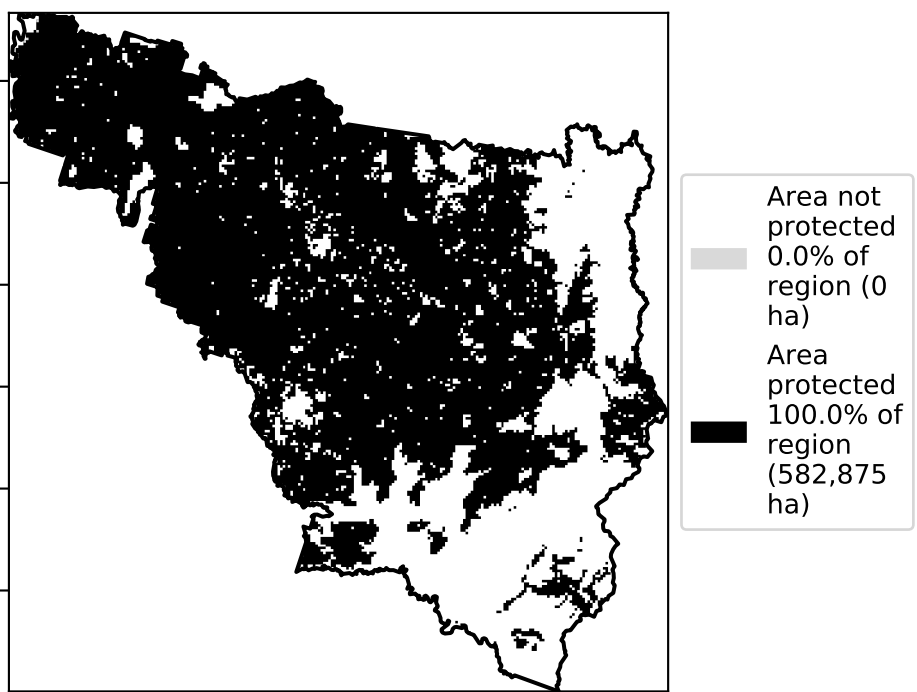 Area not
protected
0.0% of
region (0
ha)
Area
protected
100.0% of
region
(582,875
ha)